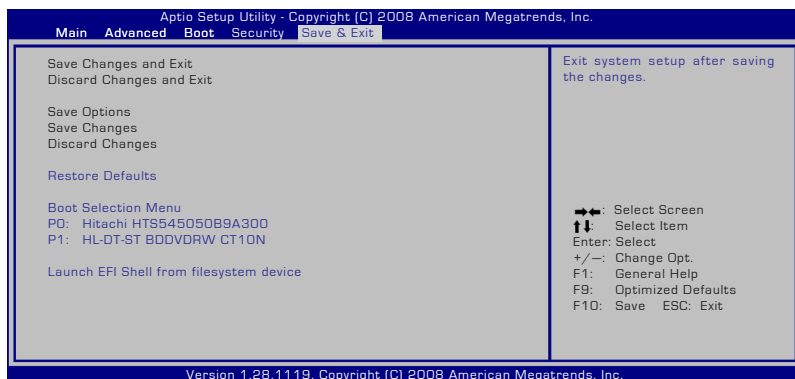 Aptio Setup Utility - Copyright (C) 2008 American Megatrends, Inc.
Main Advanced Boot Security Save & Exit
Save Changes and Exit
Discard Changes and Exit
Save Options
Save Changes
Discard Changes
Restore Defaults
Boot Selection Menu
P0: Hitachi HTS545050B9A300
P1: HL-DT-ST BDDVDRW CT10N
Launch EFI Shell from filesystem device
Exit system setup after saving
the changes.
→←: Select Screen
↑↓: Select Item
Enter: Select
+/—: Change Opt.
F1: General Help
F9: Optimized Defaults
F10: Save ESC: Exit
Version 1.28.1119. Copyright (C) 2008 American Megatrends, Inc.